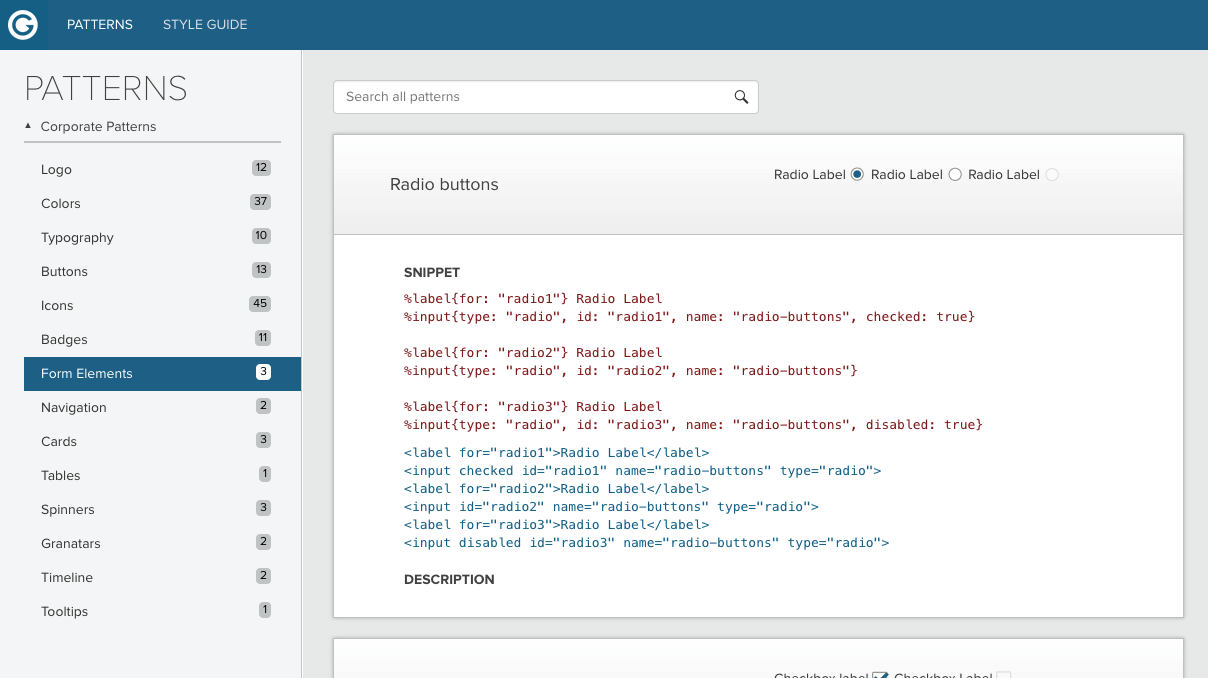 PATTERNS
STYLE GUIDE
PATTERNS
Corporate Patterns
Logo 12
Colors 37
Typography 10
Buttons 13
Icons 45
Badges 11
Form Elements 3
Navigation 2
Cards 3
Tables 1
Spinners 3
Granatars 2
Timeline 2
Tooltips 1
Search all patterns
Radio buttons
Radio Label Radio Label Radio Label
SNIPPET
%label{for: "radio1"} Radio Label
%input{type: "radio", id: "radio1", name: "radio-buttons", checked: true}
%label{for: "radio2"} Radio Label
%input{type: "radio", id: "radio2", name: "radio-buttons"}
%label{for: "radio3"} Radio Label
%input{type: "radio", id: "radio3", name: "radio-buttons", disabled: true}
<label for="radio1">Radio Label</label>
<input checked id="radio1" name="radio-buttons" type="radio">
<label for="radio2">Radio Label</label>
<input id="radio2" name="radio-buttons" type="radio">
<label for="radio3">Radio Label</label>
<input disabled id="radio3" name="radio-buttons" type="radio">
DESCRIPTION
Checkbox label Checkbox Label